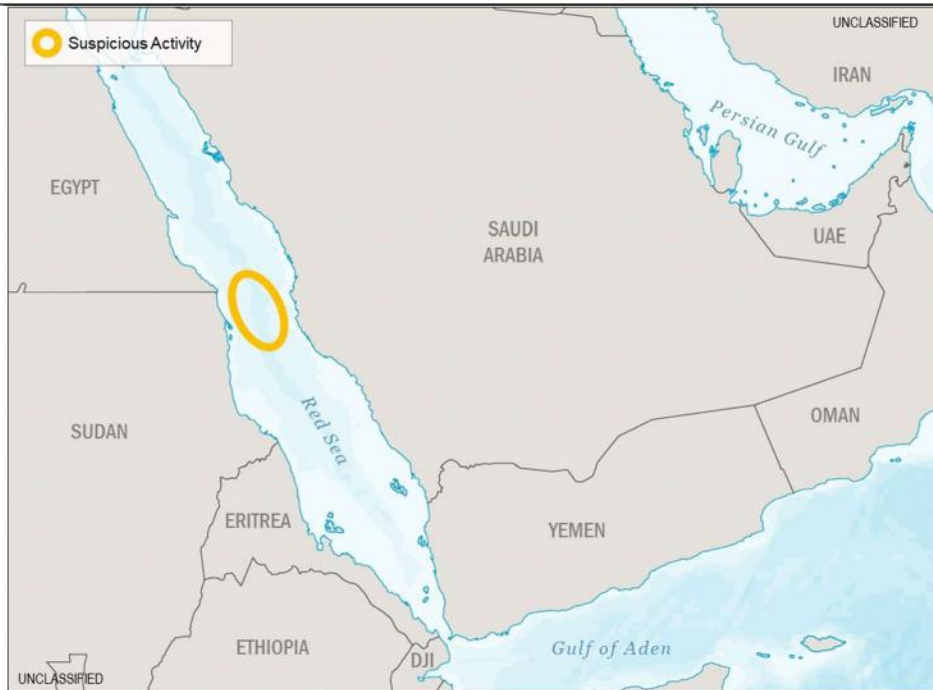 Suspicious Activity
UNCLASSIFIED
IRAN
Persian Gulf
EGYPT
SAUDI
ARABIA
UAE
Red Sea
OMAN
SUDAN
ERITREA
YEMEN
ETHIOPIA
DJI
Gulf of Aden
UNCLASSIFIED